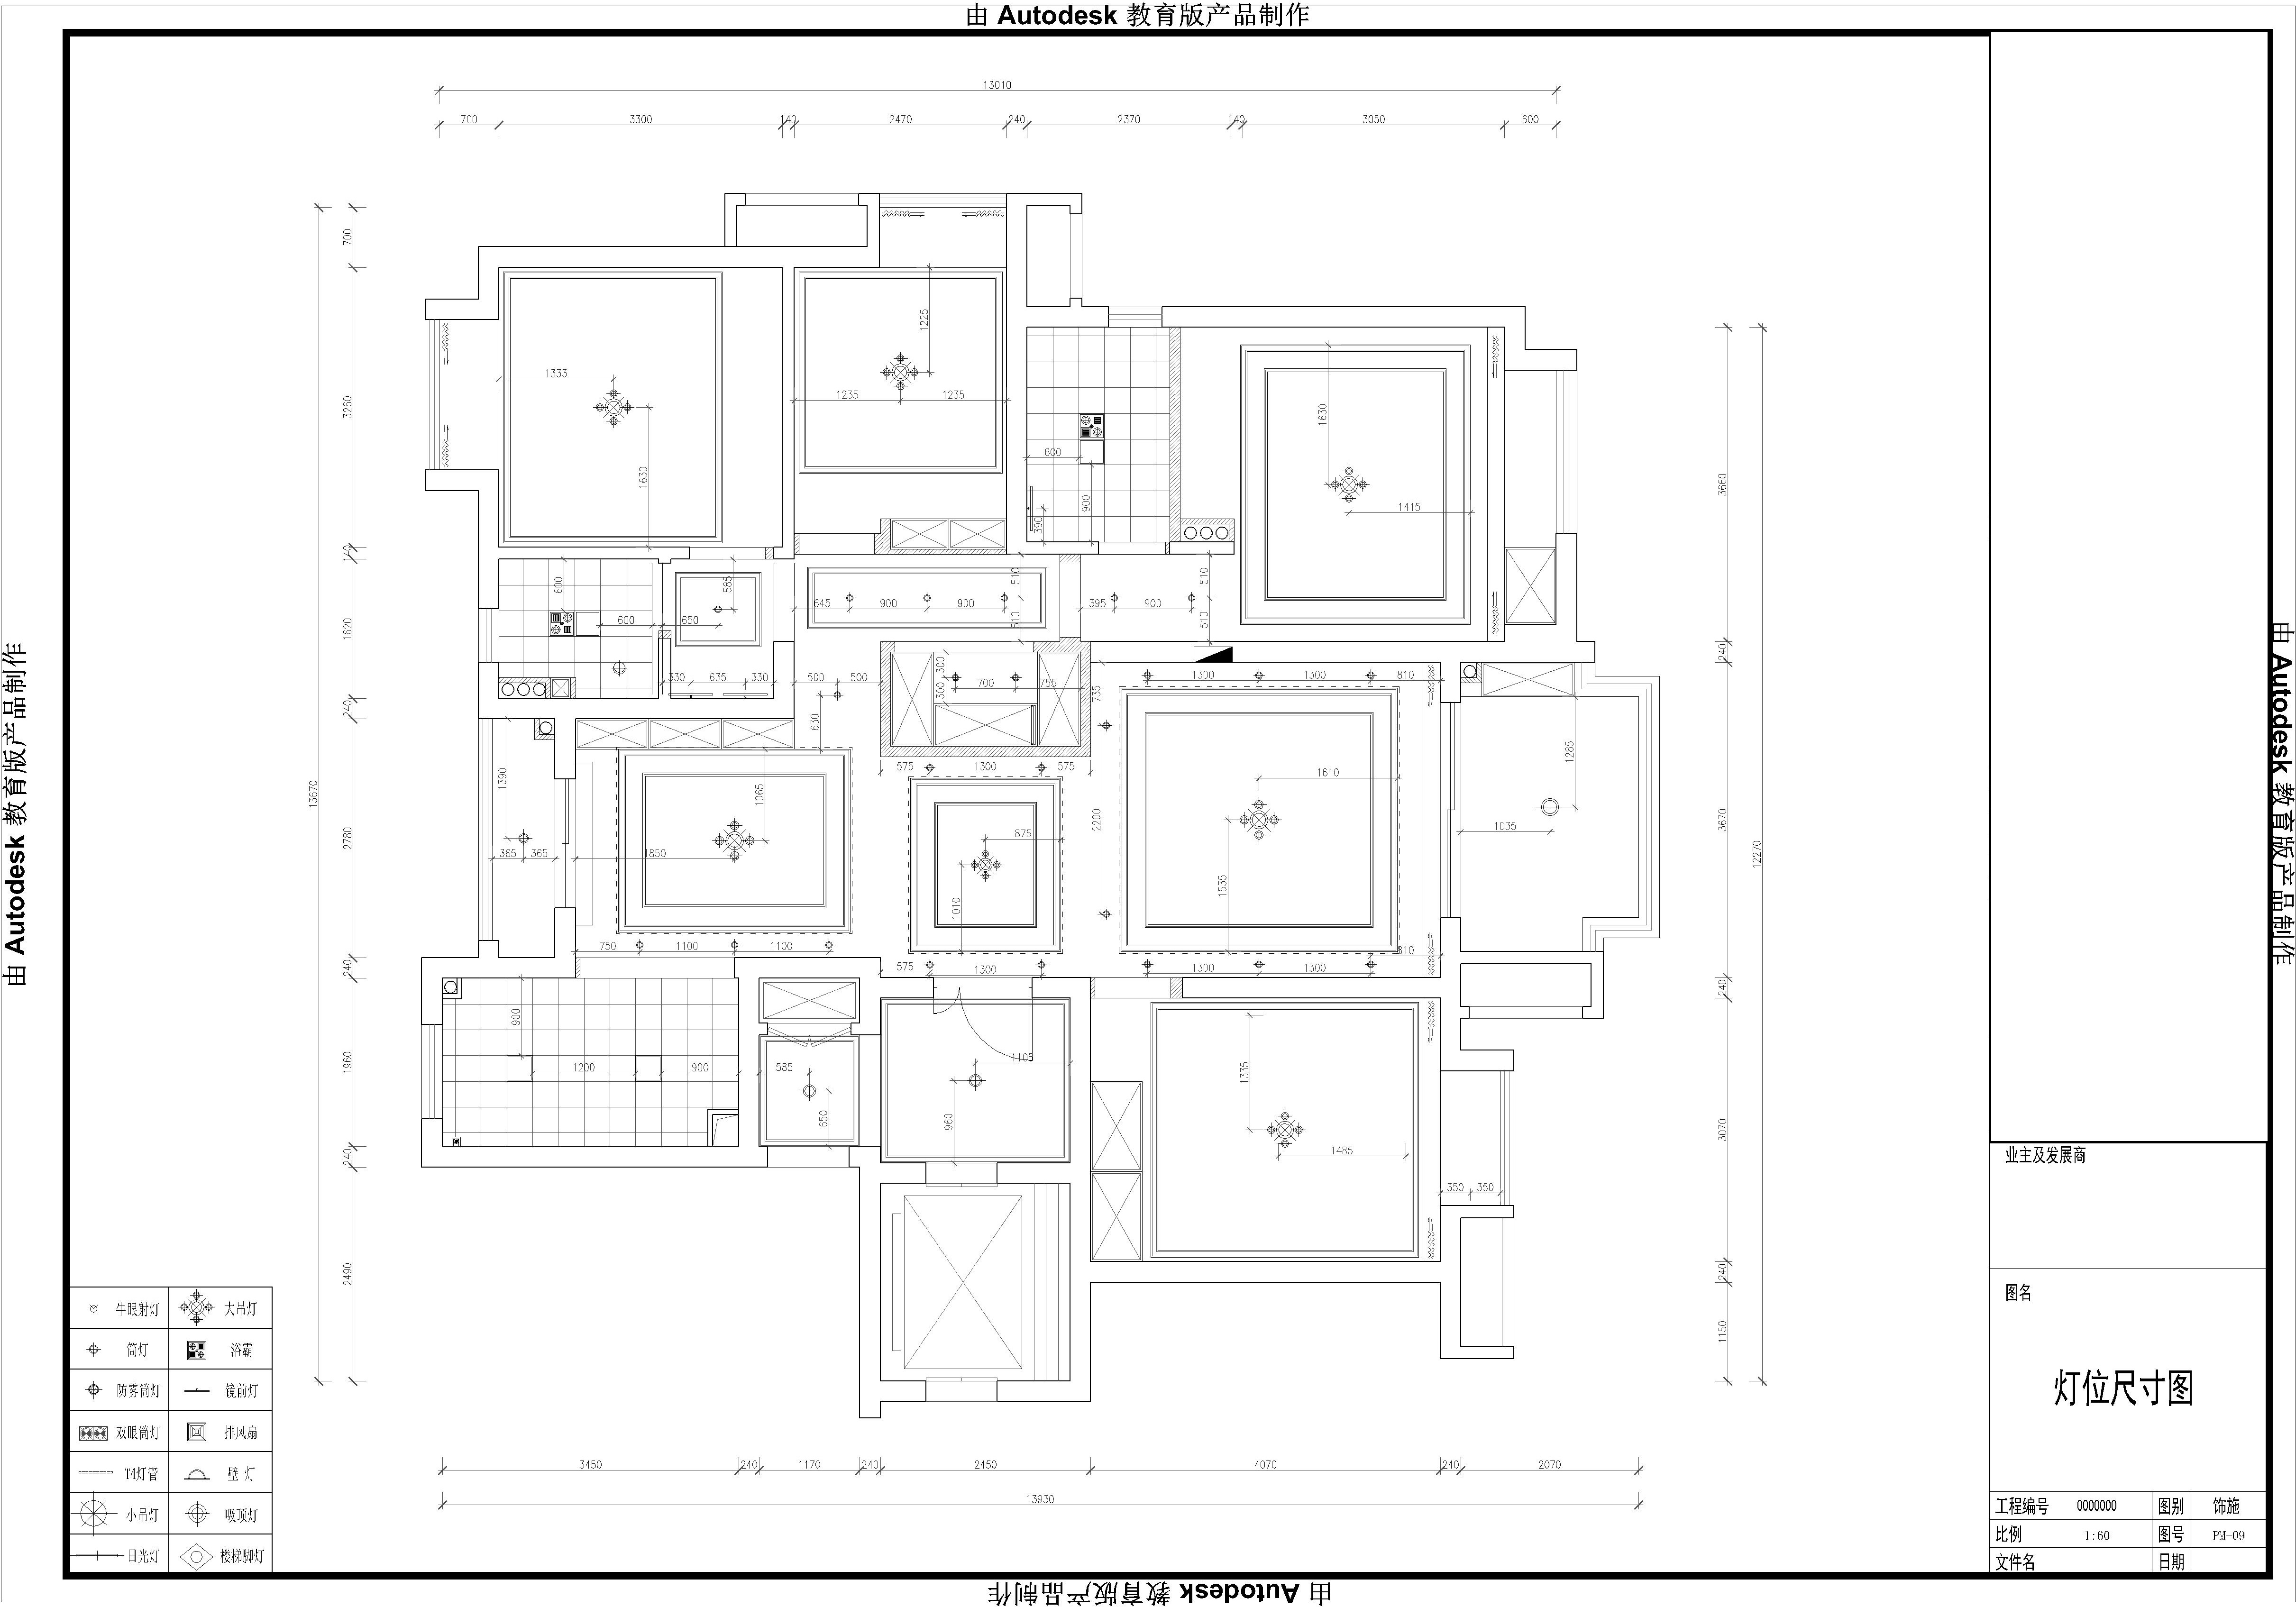 由 Autodesk 教育版产品制作
13010
700 3300 140 2470 240 2370 140 3050 600
700
3260
140
1620
240
2780
240
1960
240
2490
13670
1333
1630
1225
1235 1235
600
900
390
1630
1415
3660
240
3670
240
3070
240
1150
12270
600
600 650
585
645 900 900
510
510
395 900
510
510
330 635 330
500 500
630
300
300
700 755
735
2200
1300 1300 810
1390
365 365
1065
1850
575 1300 575
875
1010
1610
1535
1285
1035
750 1100 1100
575 1300
1300 1300
810
900
1200 900
585
650
1105
960
1335
1485
350 350
3450 240 1170 240 2450 4070 240 2070
13930
牛眼射灯 大吊灯
筒灯 浴霸
防雾筒灯 镜前灯
双眼筒灯 排风扇
T4灯管 壁 灯
小吊灯 吸顶灯
日光灯 楼梯脚灯
业主及发展商
图名
灯位尺寸图
工程编号 0000000 图别 饰施
比例 1:60 图号 PM-09
文件名 日期
由 Autodesk 教育版产品制作
由 Autodesk 教育版产品制作
由 Autodesk 教育版产品制作